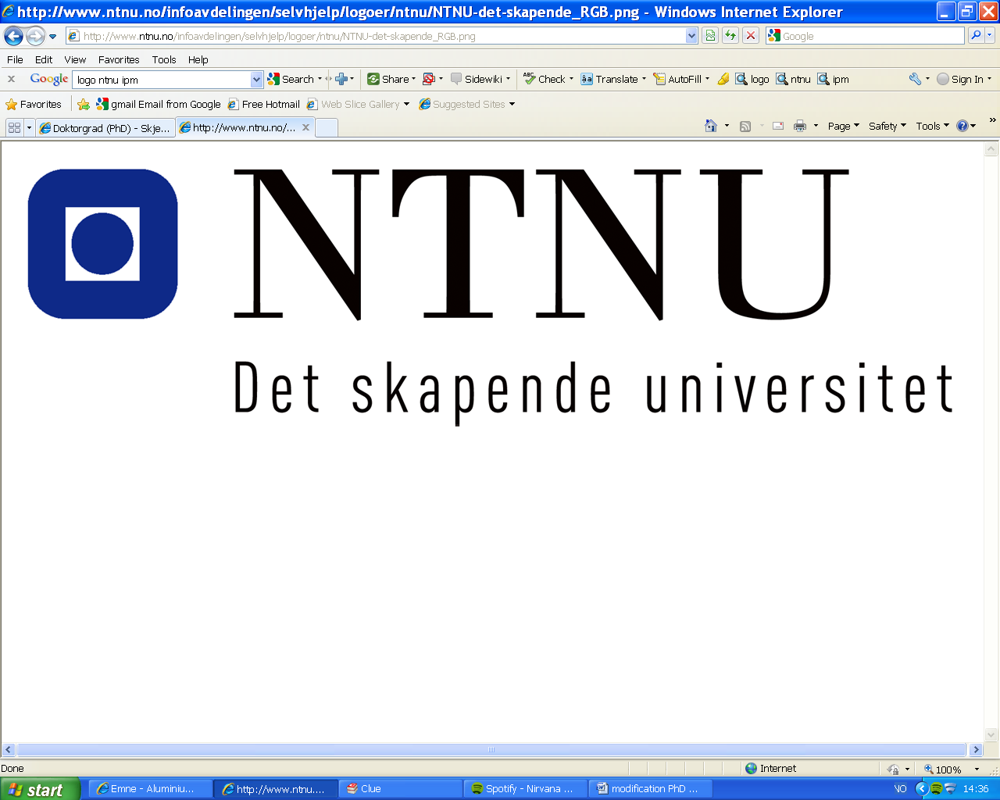 http://www.ntnu.no/infoavdelingen/selvhjelp/logoer/ntnu/NTNU-det-skapende_RGB.png - Windows Internet Explorer
http://www.ntnu.no/infoavdelingen/selvhjelp/logoer/ntnu/NTNU-det-skapende_RGB.png Google
File Edit View Favorites Tools Help
x Google logo ntnu ipm Search Share Sidewiki ABC Check Translate AutoFill logo ntnu ipm Sign In
Favorites gmail Email from Google Free Hotmail Web Slice Gallery Suggested Sites
Doktorgrad (PhD) - Skje... http://www.ntnu.no/... Page Safety Tools
NTNU
Det skapende universitet
Done Internet 100%
start Emne - Aluminiu... http://www.ntnu.... Clue Spotify - Nirvana ... modification PhD ... NO 14:36